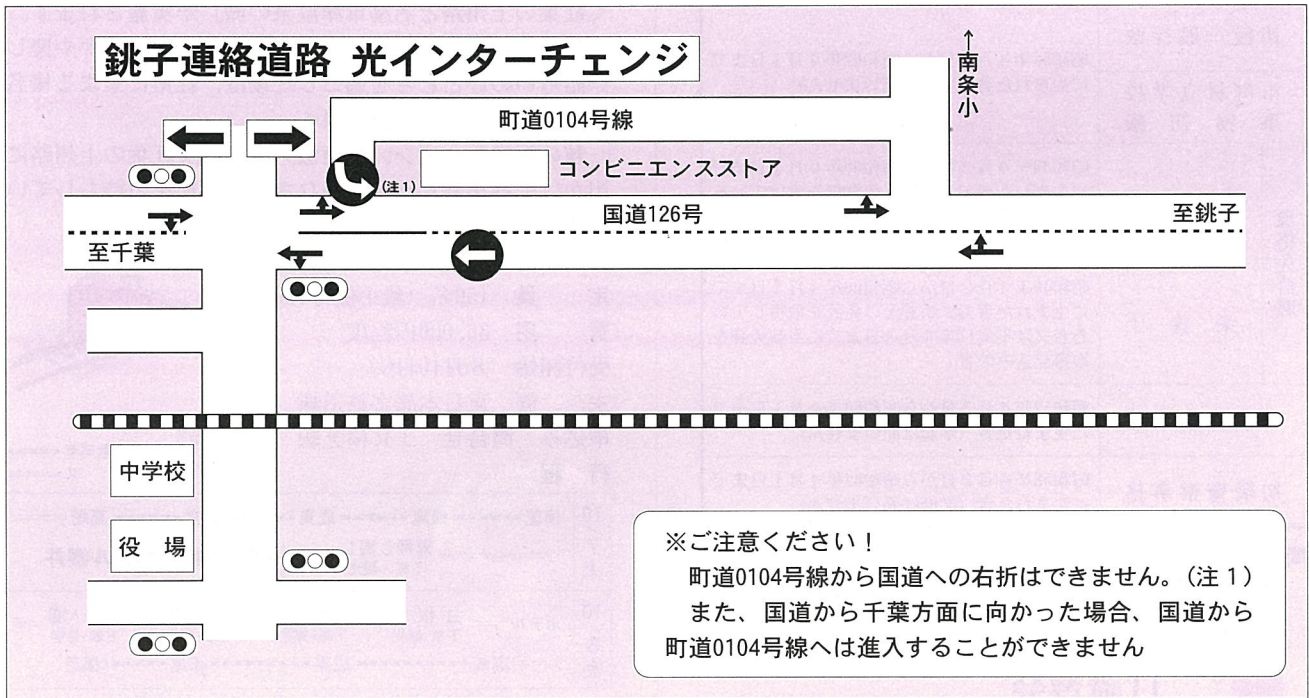 銚子連絡道路 光インターチェンジ
↑南条小
町道0104号線
コンビニエンスストア
(注1)
国道126号
至銚子
至千葉
中学校
役 場
※ご注意ください!
町道0104号線から国道への右折はできません。(注1)
また、国道から千葉方面に向かった場合、国道から
町道0104号線へは進入することができません